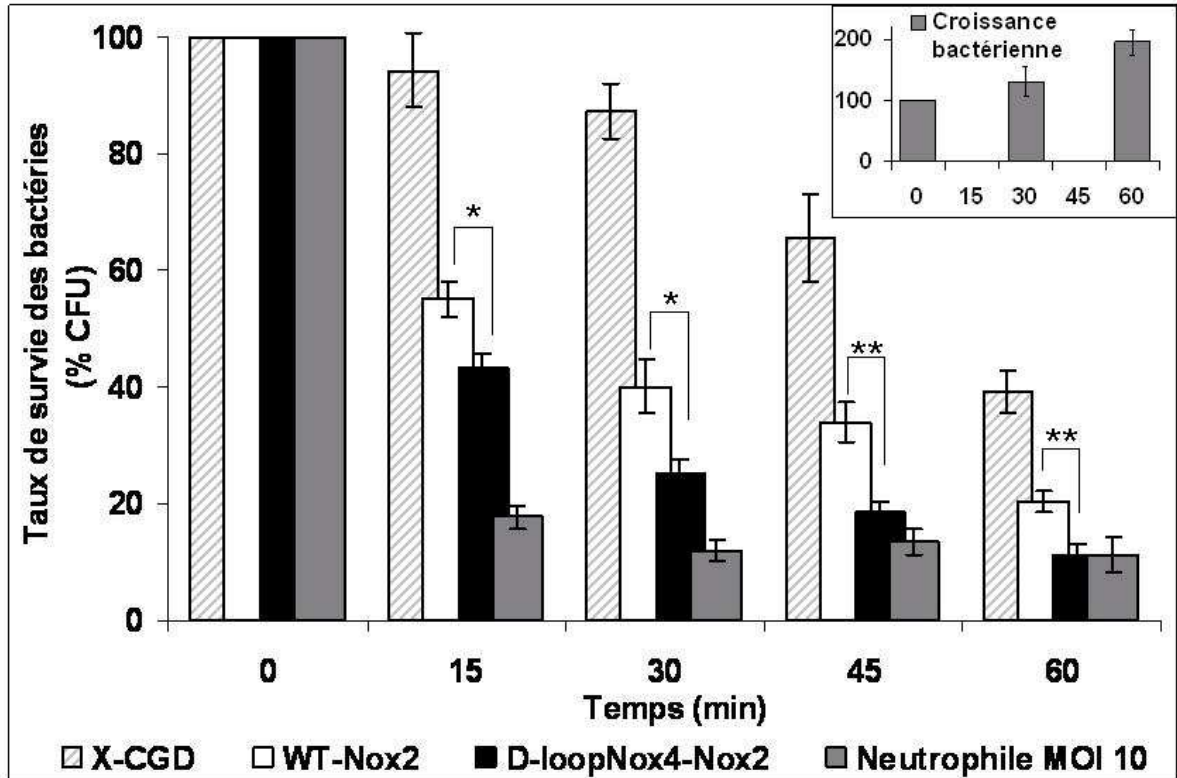 Taux de survie des bactéries
(% CFU)
100
80
60
40
20
0
*
*
**
**
0 15 30 45 60
Temps (min)
Croissance
bactérienne
200
100
0
0 15 30 45 60
X-CGD WT-Nox2 D-loopNox4-Nox2 Neutrophile MOI 10